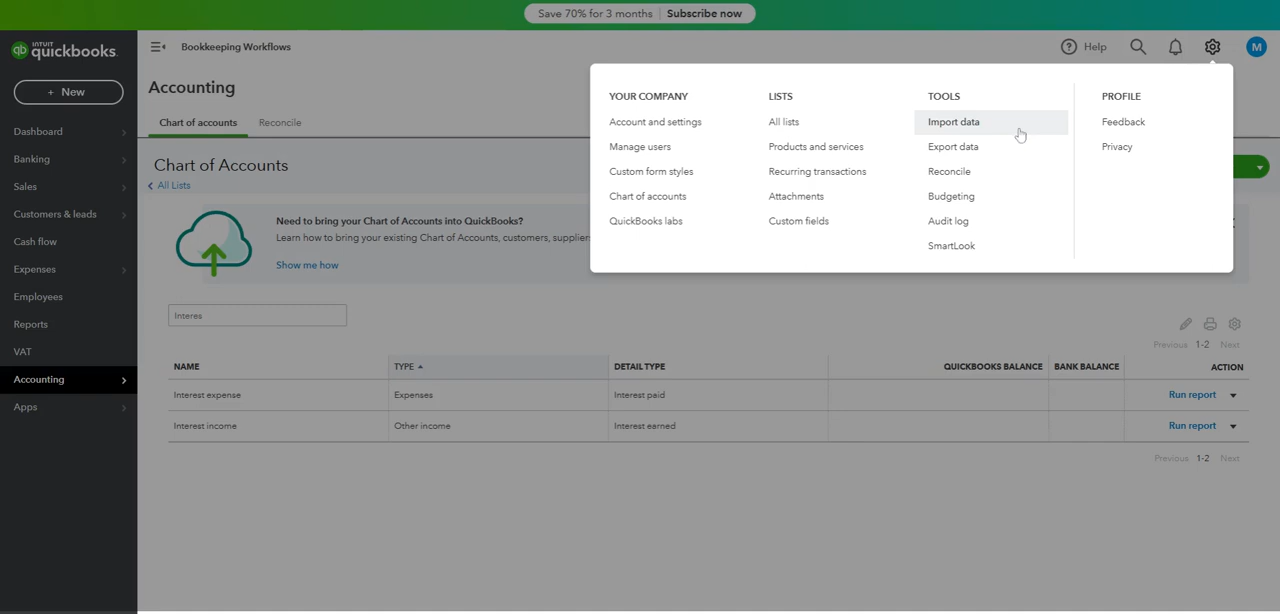 Save 70% for 3 months Subscribe now
INTUIT
quickbooks.
qb
Bookkeeping Workflows
Help
M
+ New
Dashboard
Banking
Sales
Customers & leads
Cash flow
Expenses
Employees
Reports
VAT
Accounting
Apps
Accounting
Chart of accounts Reconcile
Chart of Accounts
All Lists
Need to bring your Chart of Accounts into QuickBooks?
Learn how to bring your existing Chart of Accounts, customers, suppliers
Show me how
YOUR COMPANY
Account and settings
Manage users
Custom form styles
Chart of accounts
QuickBooks labs
LISTS
All lists
Products and services
Recurring transactions
Attachments
Custom fields
TOOLS
Import data
Export data
Reconcile
Budgeting
Audit log
SmartLook
PROFILE
Feedback
Privacy
Interes
Previous 1-2 Next
NAME TYPE DETAIL TYPE QUICKBOOKS BALANCE BANK BALANCE ACTION
Interest expense Expenses Interest paid Run report
Interest income Other income Interest earned Run report
Previous 1-2 Next